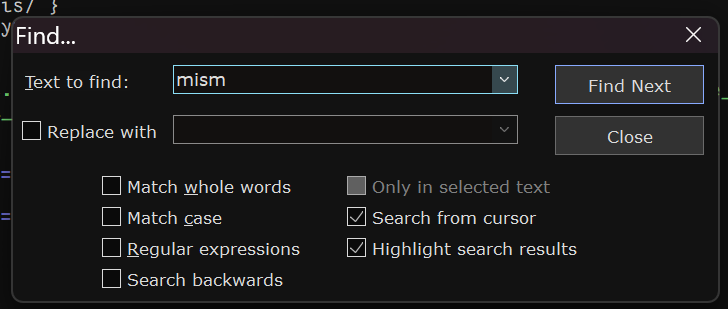 is/ }
y
Find...
Text to find:
mism
Find Next
Replace with
Close
Match whole words
Only in selected text
Match case
Search from cursor
Regular expressions
Highlight search results
Search backwards